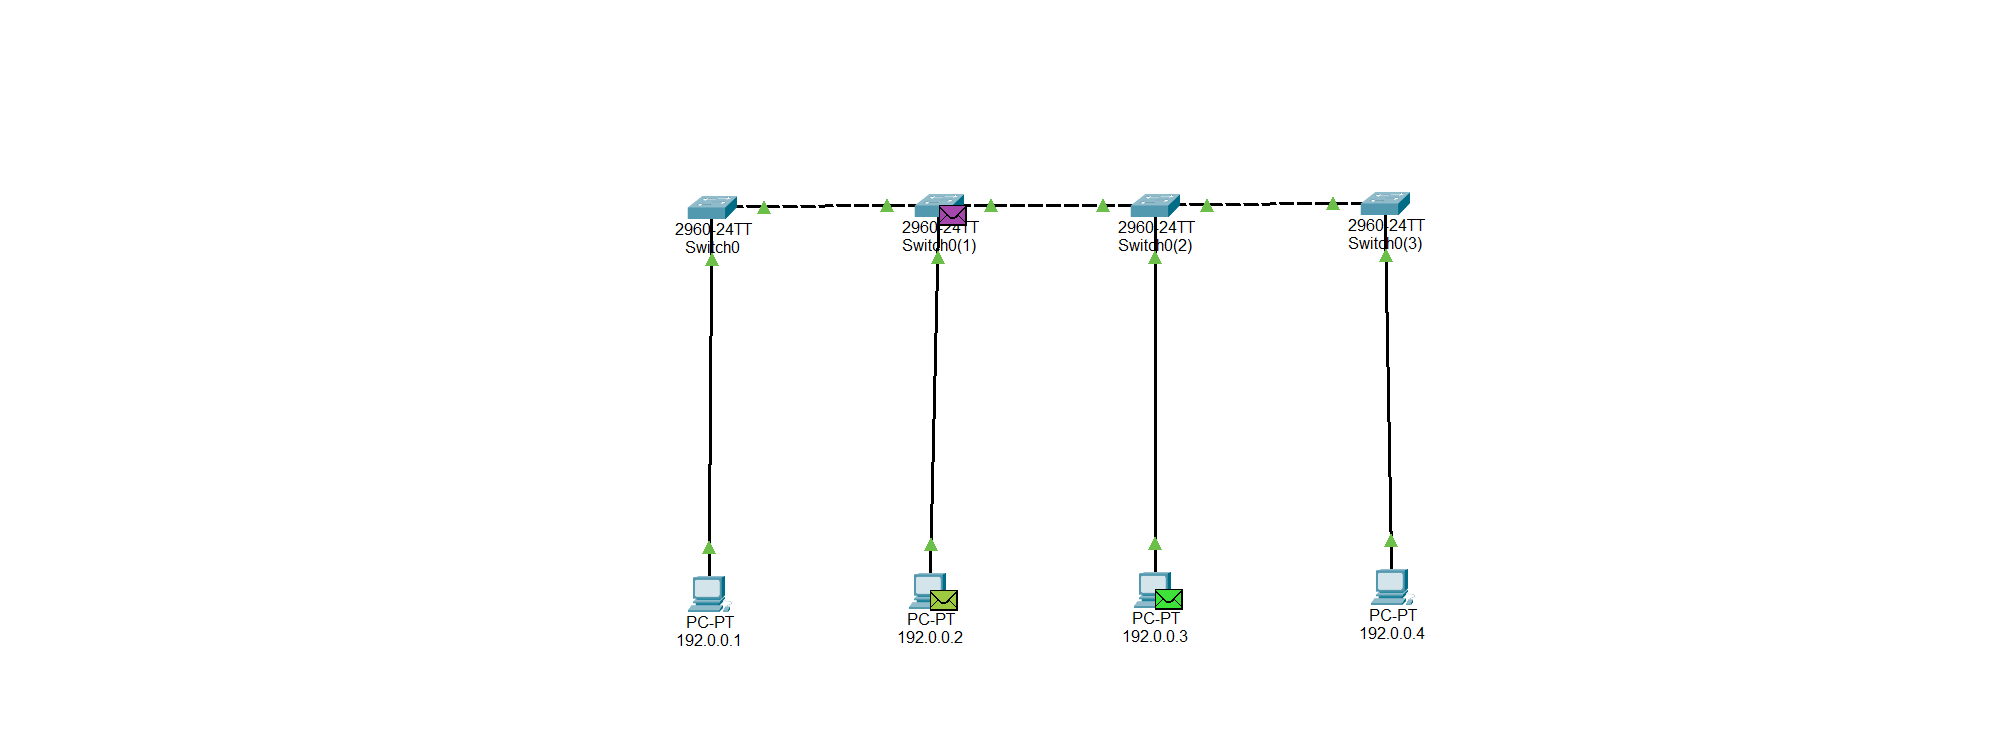 2960-24TT
Switch0
2960-24TT
Switch0(1)
2960-24TT
Switch0(2)
2960-24TT
Switch0(3)
PC-PT
192.0.0.1
PC-PT
192.0.0.2
PC-PT
192.0.0.3
PC-PT
192.0.0.4